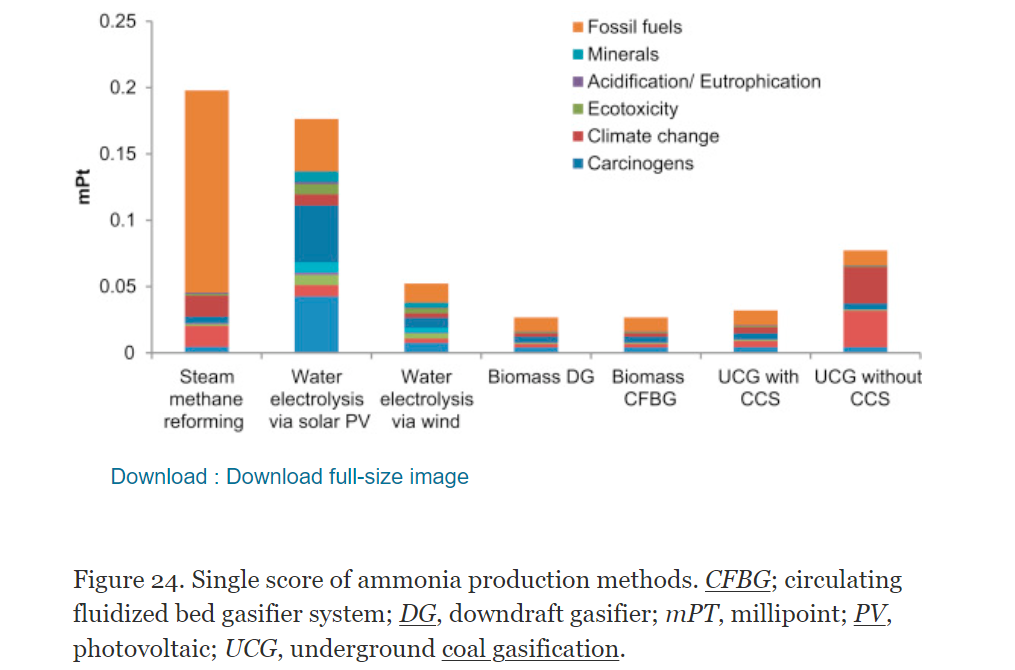 0.25
0.2
0.15
0.1
0.05
0
mPt
Fossil fuels
Minerals
Acidification/ Eutrophication
Ecotoxicity
Climate change
Carcinogens
Steam
methane
reforming
Water
electrolysis
via solar PV
Water
electrolysis
via wind
Biomass DG
Biomass
CFBG
UCG with
CCS
UCG without
CCS
Download : Download full-size image
Figure 24. Single score of ammonia production methods. CFBG; circulating
fluidized bed gasifier system; DG, downdraft gasifier; mPT, millipoint; PV,
photovoltaic; UCG, underground coal gasification.